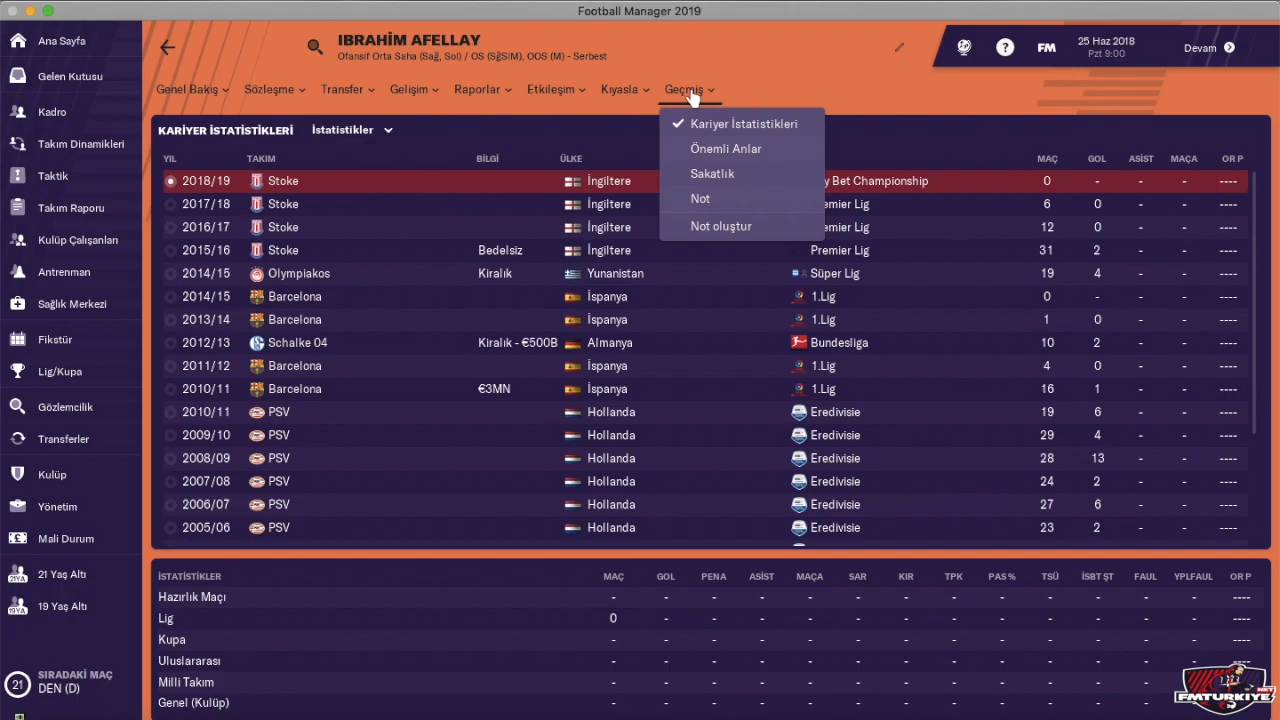 Football Manager 2019
Ana Sayfa
Gelen Kutusu
Kadro
Takım Dinamikleri
Taktik
Takım Raporu
Kulüp Çalışanları
Antrenman
Sağlık Merkezi
Fikstür
Lig/Kupa
Gözlemcilik
Transferler
Kulüp
Yönetim
Mali Durum
21YA 21 Yaş Altı
19YA 19 Yaş Altı
21 SIRADAKİ MAÇ
DEN (D)
IBRAHİM AFELLAY
Ofansif Orta Saha (Sağ, Sol) / OS (SğSIM), OOS (M) - Serbest
? FM 25 Haz 2018 Devam
Pzt 9:00
Genel Bakış Sözleşme Transfer Gelişim Raporlar Etkileşim Kıyasla Geçmiş
Kariyer İstatistikleri
Önemli Anlar
Sakatlık
Not
Not oluştur
KARİYER İSTATİSTİKLERİ İstatistikler
YIL TAKIM BİLGİ ÜLKE MAÇ GOL ASİST MAÇA OR P
2018/19 Stoke İngiltere y Bet Championship 0 - - - ----
2017/18 Stoke İngiltere remier Lig 6 0 - - ----
2016/17 Stoke İngiltere remier Lig 12 0 - - ----
2015/16 Stoke Bedelsiz İngiltere Premier Lig 31 2 - - ----
2014/15 Olympiakos Kiralık Yunanistan Süper Lig 19 4 - - ----
2014/15 Barcelona İspanya 1.Lig 0 - - - ----
2013/14 Barcelona İspanya 1.Lig 1 0 - - ----
2012/13 Schalke 04 Kiralık - €500B Almanya Bundesliga 10 2 - - ----
2011/12 Barcelona İspanya 1.Lig 4 0 - - ----
2010/11 Barcelona €3MN İspanya 1.Lig 16 1 - - ----
2010/11 PSV Hollanda Eredivisie 19 6 - - ----
2009/10 PSV Hollanda Eredivisie 29 4 - - ----
2008/09 PSV Hollanda Eredivisie 28 13 - - ----
2007/08 PSV Hollanda Eredivisie 24 2 - - ----
2006/07 PSV Hollanda Eredivisie 27 6 - - ----
2005/06 PSV Hollanda Eredivisie 23 2 - - ----
İSTATİSTİKLER MAÇ GOL PENA ASİST MAÇA SAR KIR TPK PAS % TSÜ İSBT ŞT FAUL YPLFAUL OR P
Hazırlık Maçı - - - - - - - - - - - - - ----
Lig 0 - - - - - - - - - - - - ----
Kupa - - - - - - - - - - - - - ----
Uluslararası - - - - - - - - - - - - - ----
Milli Takım - - - - - - - - - - - - - ----
Genel (Kulüp) - - - - - - - - - - - - - ----
FMTURKIYE.NET